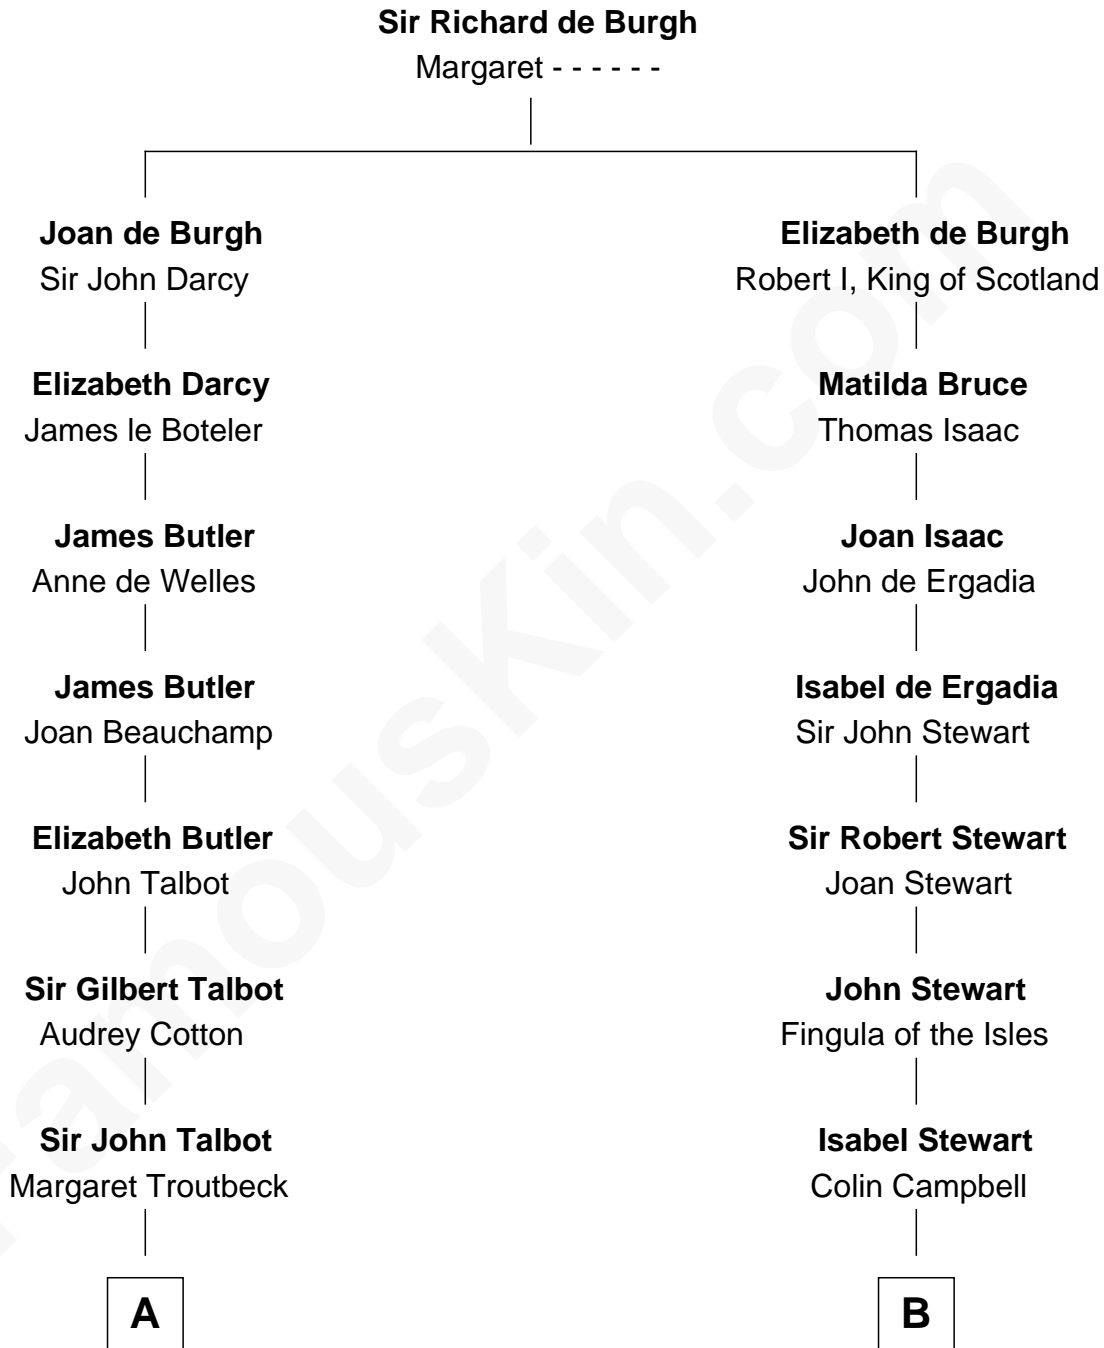 Sir Richard de Burgh
Margaret - - - - - -
Joan de Burgh
Sir John Darcy
Elizabeth de Burgh
Robert I, King of Scotland
Elizabeth Darcy
James le Boteler
Matilda Bruce
Thomas Isaac
James Butler
Anne de Welles
Joan Isaac
John de Ergadia
James Butler
Joan Beauchamp
Isabel de Ergadia
Sir John Stewart
Elizabeth Butler
John Talbot
Sir Robert Stewart
Joan Stewart
Sir Gilbert Talbot
Audrey Cotton
John Stewart
Fingula of the Isles
Sir John Talbot
Margaret Troutbeck
Isabel Stewart
Colin Campbell
A
B
FamousKin.com